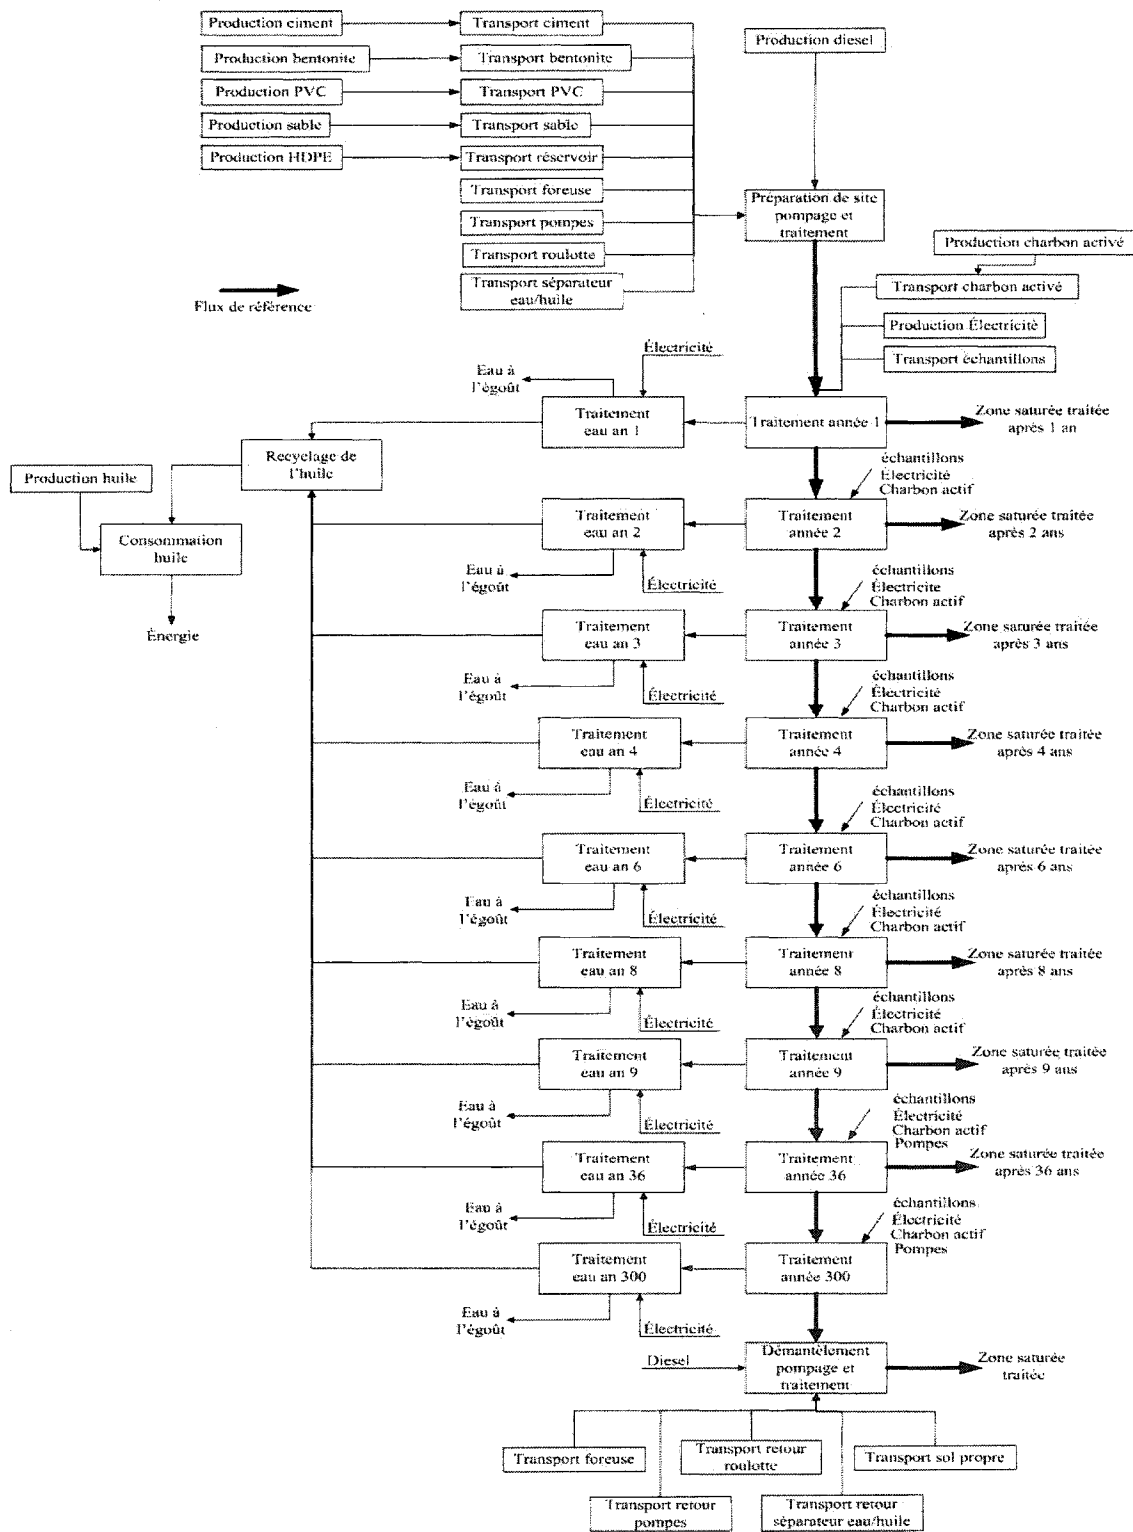 Production ciment
Transport ciment
Production diesel
Production bentonite
Transport bentonite
Production PVC
Transport PVC
Production sable
Transport sable
Production HDPE
Transport réservoir
Transport foreuse
Préparation de site
pompage et
traitement
Transport pompes
Transport roulotte
Production charbon activé
Transport séparateur
eau/huile
Transport charbon activé
Flux de référence
Production Électricité
Transport échantillons
Électricité
Eau à
l'égoût
Traitement
eau an 1
Traitement année 1
Zone saturée traitée
après 1 an
Recyclage de
l'huile
Production huile
Consommation
huile
Énergie
échantillons
Électricité
Charbon actif
Traitement
eau an 2
Traitement
année 2
Zone saturée traitée
après 2 ans
Eau à
l'égoût
Électricité
échantillons
Électricite
Charbon actif
Traitement
eau an 3
Traitement
année 3
Zone saturée traitée
après 3 ans
Eau à
l'égoût
Électricité
échantillons
Électricité
Charbon actif
Traitement
eau an 4
Traitement
année 4
Zone saturée traitée
après 4 ans
Eau à
l'égoût
Électricité
échantillons
Électricité
Charbon actif
Traitement
eau an 6
Traitement
année 6
Zone saturée traitée
après 6 ans
Eau à
l'égoût
Électricité
échantillons
Électricité
Charbon actif
Traitement
eau an 8
Traitement
année 8
Zone saturée traitée
après 8 ans
Eau à
l'égoût
Électricité
échantillons
Électricité
Charbon actif
Traitement
eau an 9
Traitement
année 9
Zone saturée traitée
après 9 ans
Eau à
l'égoût
Électricité
échantillons
Électricité
Charbon actif
Pompes
Traitement
eau an 36
Traitement
année 36
Zone saturée traitée
après 36 ans
Eau à
l'égoût
Électricité
échantillons
Électricité
Charbon actif
Pompes
Traitement
eau an 300
Traitement
année 300
Eau à
l'égoût
Électricité
Diesel
Démantèlement
pompage et
traitement
Zone saturée
traitée
Transport foreuse
Transport retour
roulotte
Transport sol propre
Transport retour
pompes
Transport retour
séparateur eau/huile